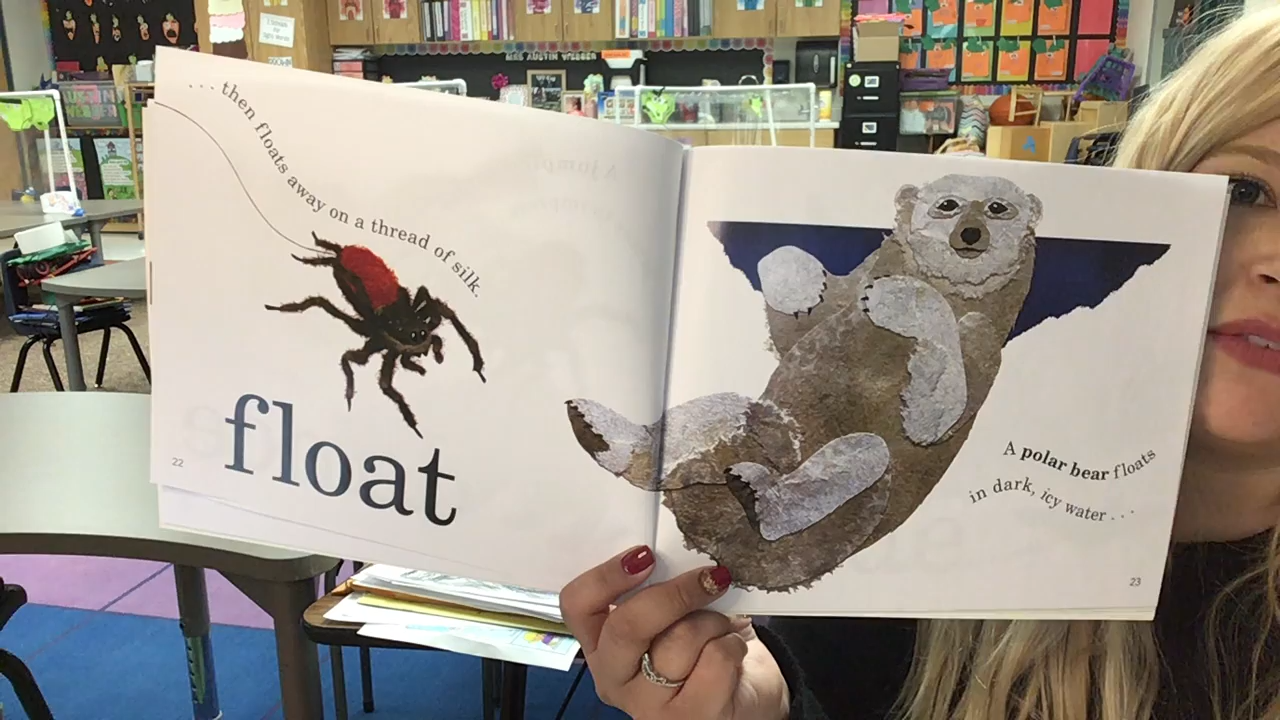 ... then floats away on a thread of silk.
float
22
A polar bear floats
in dark, icy water ...
23